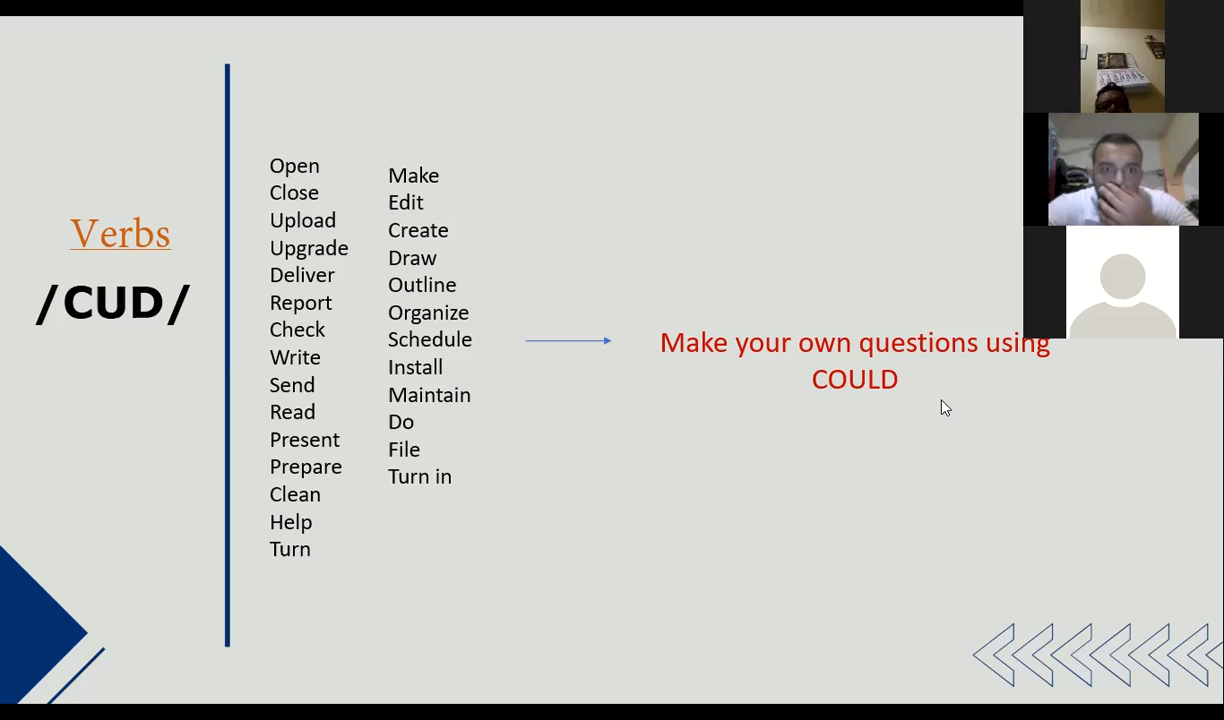 Verbs
/CUD/
Open
Close
Upload
Upgrade
Deliver
Report
Check
Write
Send
Read
Present
Prepare
Clean
Help
Turn
Make
Edit
Create
Draw
Outline
Organize
Schedule
Install
Maintain
Do
File
Turn in
Make your own questions using
COULD